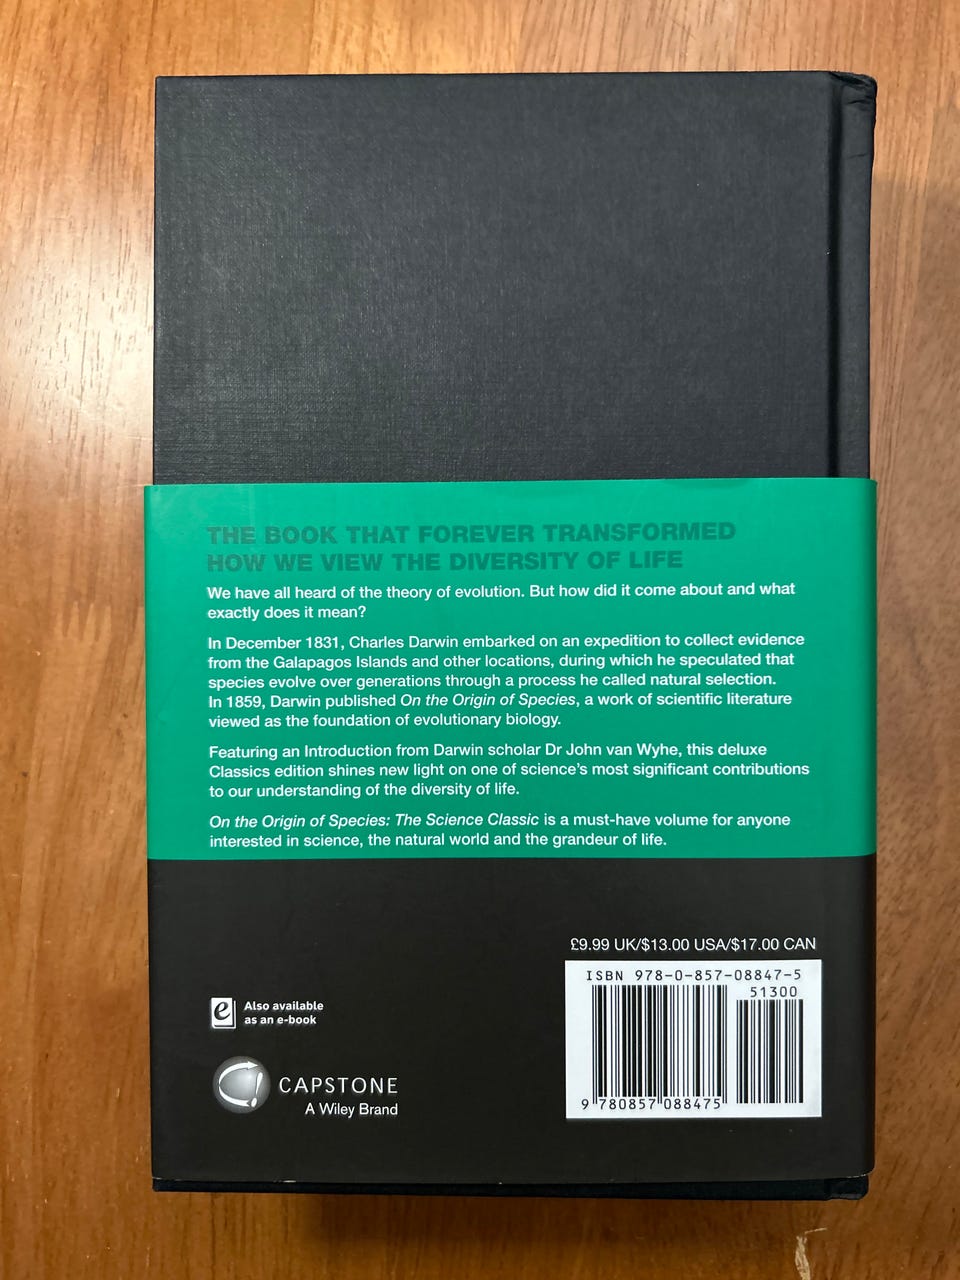 THE BOOK THAT FOREVER TRANSFORMED
HOW WE VIEW THE DIVERSITY OF LIFE
We have all heard of the theory of evolution. But how did it come about and what
exactly does it mean?
In December 1831, Charles Darwin embarked on an expedition to collect evidence
from the Galapagos Islands and other locations, during which he speculated that
species evolve over generations through a process he called natural selection.
In 1859, Darwin published On the Origin of Species, a work of scientific literature
viewed as the foundation of evolutionary biology.
Featuring an Introduction from Darwin scholar Dr John van Wyhe, this deluxe
Classics edition shines new light on one of science's most significant contributions
to our understanding of the diversity of life.
On the Origin of Species: The Science Classic is a must-have volume for anyone
interested in science, the natural world and the grandeur of life.
£9.99 UK/$13.00 USA/$17.00 CAN
ISBN 978-0-857-08847-5
51300
9 780857 088475
e
Also available
as an e-book
CAPSTONE
A Wiley Brand